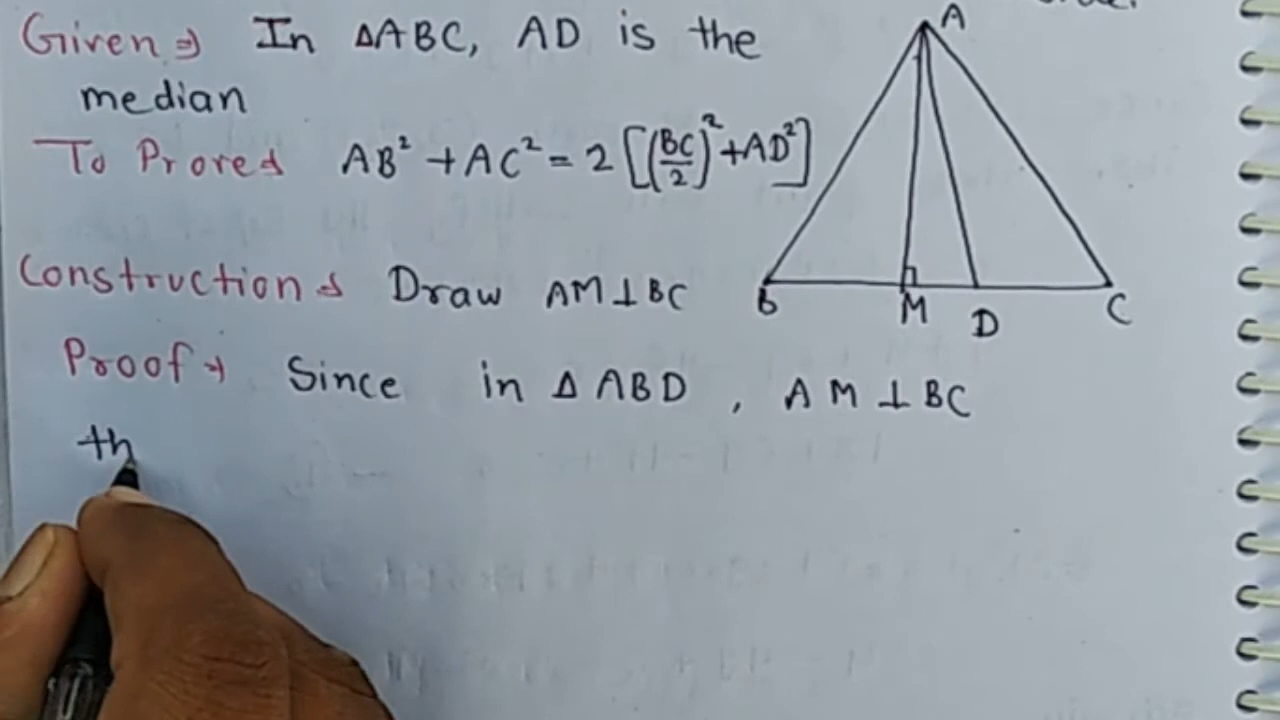 Given ⇒ In ΔABC, AD is the
median
To Prove ⇒ AB² + AC² = 2 [(BC/2)² + AD²]
Construction ⇒ Draw AM ⊥ BC
Proof ⇒ Since in Δ ABD , AM ⊥ BC
th
A
B
M
D
C